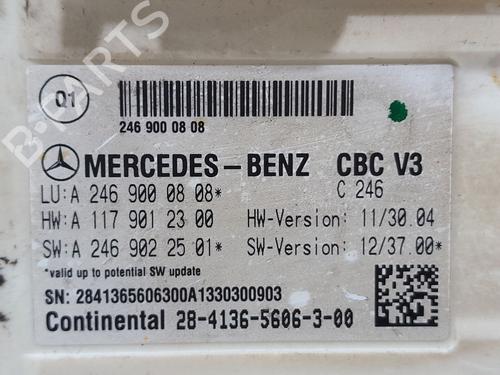 01
246 900 08 08
MERCEDES-BENZ CBC V3
LU:A 246 900 08 08* C 246
HW:A 117 901 23 00 HW-Version: 11/30.04
SW:A 246 902 25 01* SW-Version: 12/37.00*
*valid up to potential SW update
SN: 2841365606300A1330300903
Continental 28-4136-5606-3-00
B-PARTS